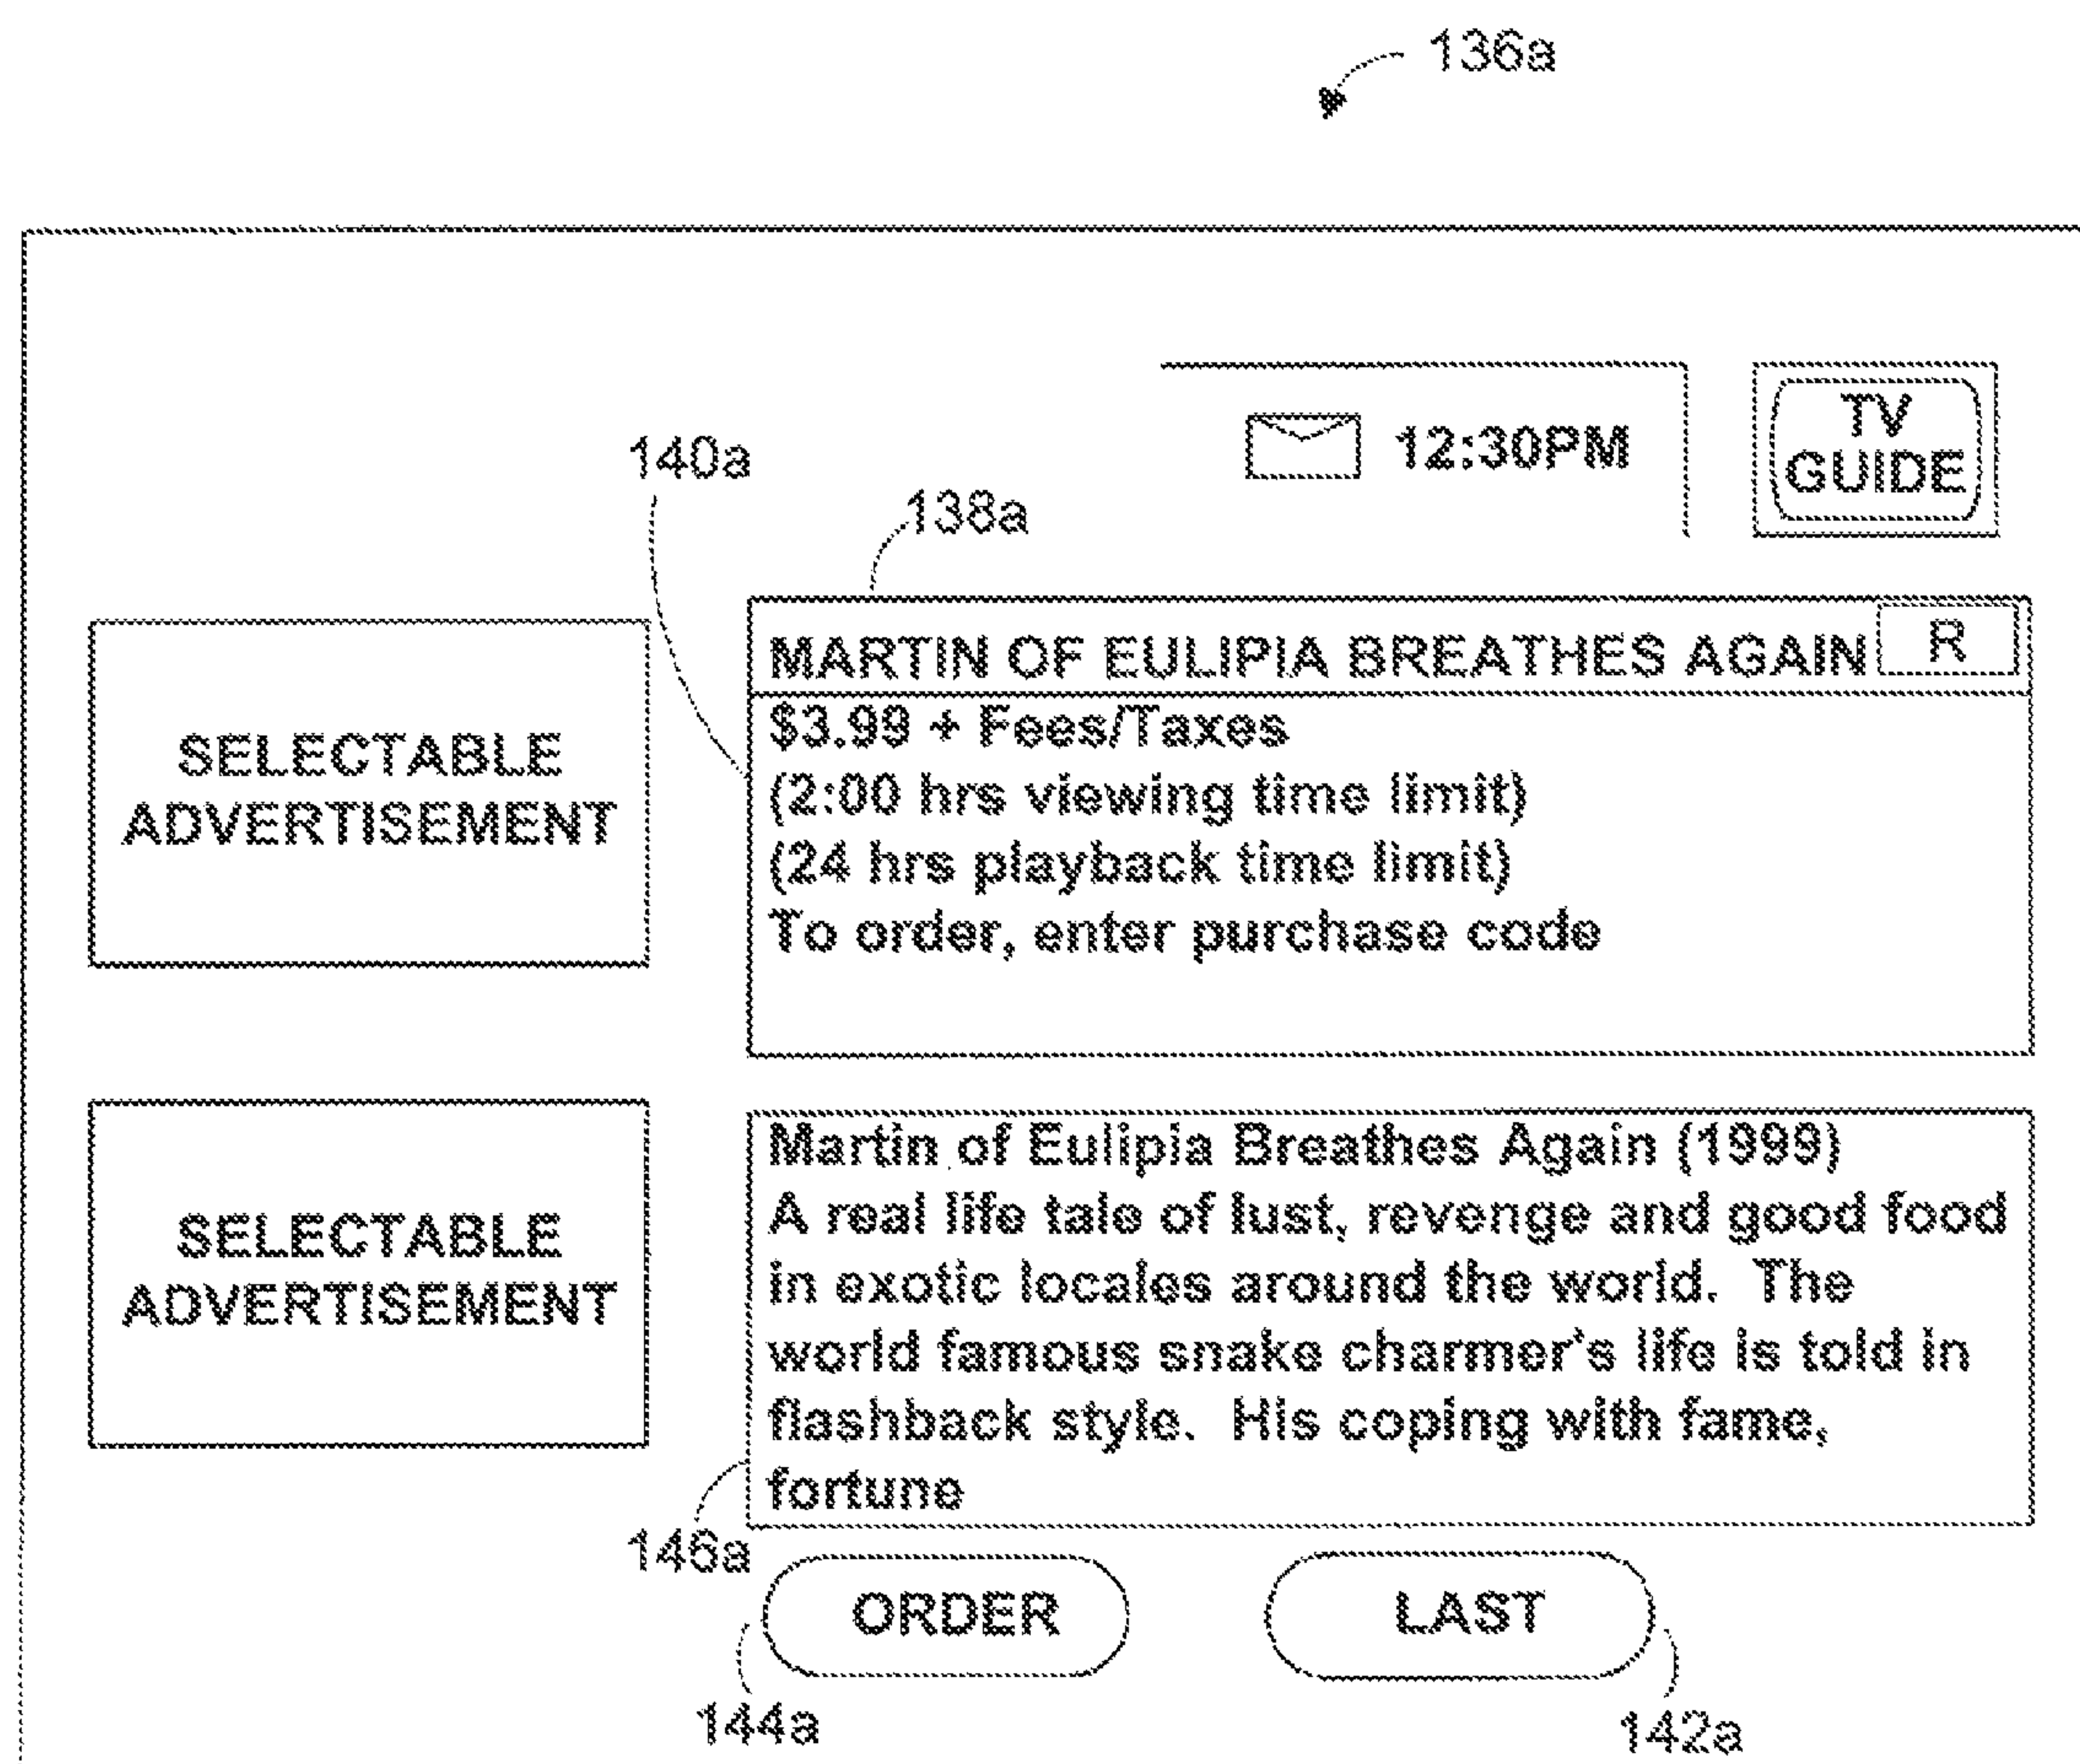 136a
12:30PM
TV
GUIDE
140a
138a
MARTIN OF EULIPIA BREATHES AGAIN
R
$3.99 + Fees/Taxes
(2:00 hrs viewing time limit)
(24 hrs playback time limit)
To order, enter purchase code
SELECTABLE
ADVERTISEMENT
SELECTABLE
ADVERTISEMENT
Martin of Eulipia Breathes Again (1999)
A real life tale of lust, revenge and good food
in exotic locales around the world. The
world famous snake charmer's life is told in
flashback style. His coping with fame,
fortune
146a
ORDER
LAST
144a
142a